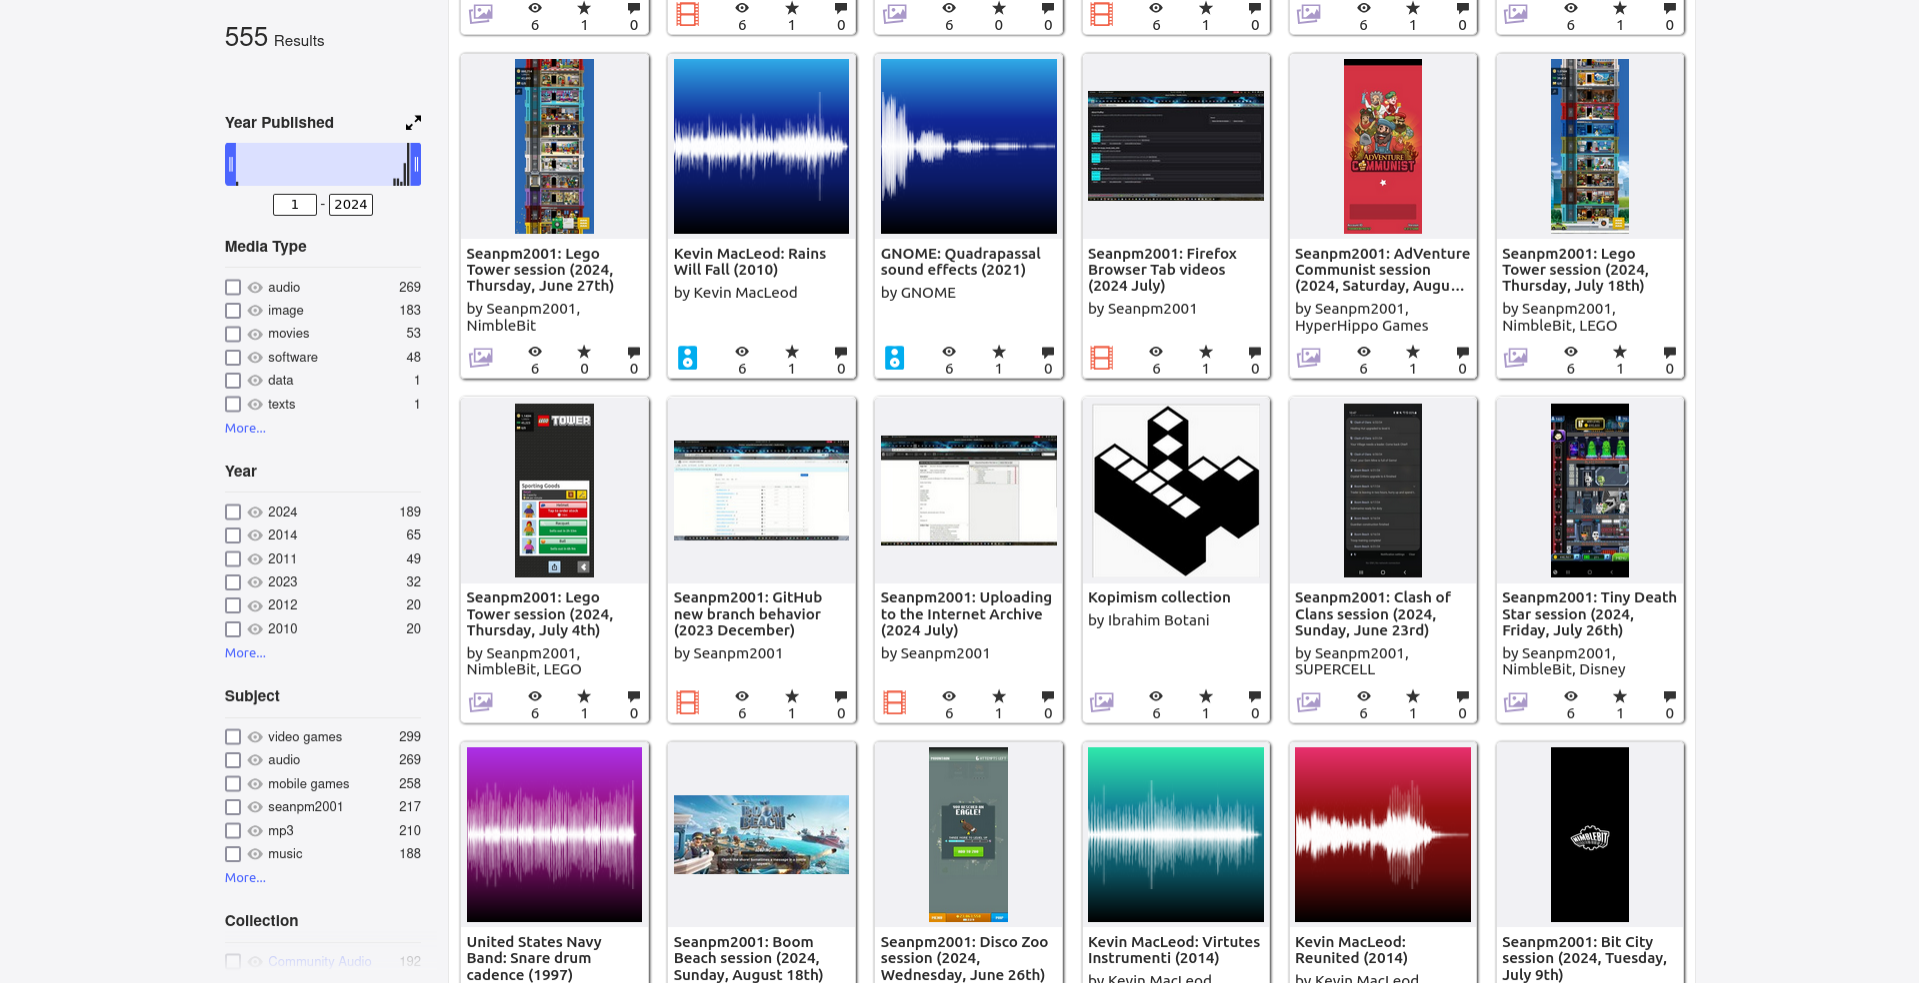 555 Results
Year Published
1 - 2024
Media Type
audio 269
image 183
movies 53
software 48
data 1
texts 1
More...
Year
2024 189
2014 65
2011 49
2023 32
2012 20
2010 20
More...
Subject
video games 299
audio 269
mobile games 258
seanpm2001 217
mp3 210
music 188
More...
Collection
Community Audio 192
6 1 0
6 1 0
6 0 0
6 1 0
6 1 0
6 1 0
Seanpm2001: Lego
Tower session (2024,
Thursday, June 27th)
by Seanpm2001,
NimbleBit
6 0 0
Kevin MacLeod: Rains
Will Fall (2010)
by Kevin MacLeod
6 1 0
GNOME: Quadrapassal
sound effects (2021)
by GNOME
6 1 0
Seanpm2001: Firefox
Browser Tab videos
(2024 July)
by Seanpm2001
6 1 0
ADVENTURE
COMMUNIST
Seanpm2001: AdVenture
Communist session
(2024, Saturday, Augu...
by Seanpm2001,
HyperHippo Games
6 1 0
Seanpm2001: Lego
Tower session (2024,
Thursday, July 18th)
by Seanpm2001,
NimbleBit, LEGO
6 1 0
LEGO TOWER
Sporting Goods
Seanpm2001: Lego
Tower session (2024,
Thursday, July 4th)
by Seanpm2001,
NimbleBit, LEGO
6 1 0
Seanpm2001: GitHub
new branch behavior
(2023 December)
by Seanpm2001
6 1 0
Seanpm2001: Uploading
to the Internet Archive
(2024 July)
by Seanpm2001
6 1 0
Kopimism collection
by Ibrahim Botani
6 1 0
Seanpm2001: Clash of
Clans session (2024,
Sunday, June 23rd)
by Seanpm2001,
SUPERCELL
6 1 0
Seanpm2001: Tiny Death
Star session (2024,
Friday, July 26th)
by Seanpm2001,
NimbleBit, Disney
6 1 0
United States Navy
Band: Snare drum
cadence (1997)
BOOM
BEACH
Seanpm2001: Boom
Beach session (2024,
Sunday, August 18th)
EAGLE!
Seanpm2001: Disco Zoo
session (2024,
Wednesday, June 26th)
Kevin MacLeod: Virtutes
Instrumenti (2014)
by Kevin MacLeod
Kevin MacLeod:
Reunited (2014)
by Kevin MacLeod
NIMBLEBIT
Seanpm2001: Bit City
session (2024, Tuesday,
July 9th)